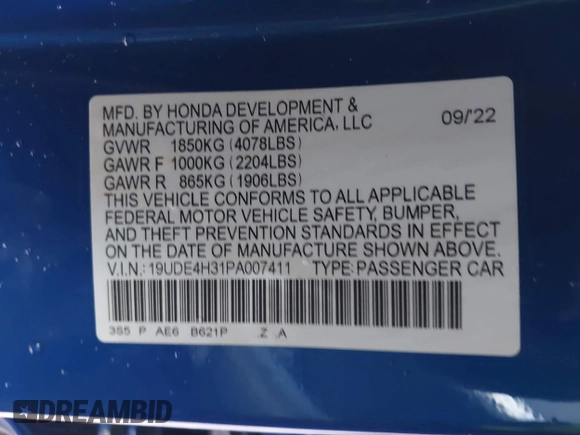 MFD. BY HONDA DEVELOPMENT &
MANUFACTURING OF AMERICA, LLC 09/'22
GVWR 1850KG (4078LBS)
GAWR F 1000KG (2204LBS)
GAWR R 865KG (1906LBS)
THIS VEHICLE CONFORMS TO ALL APPLICABLE
FEDERAL MOTOR VEHICLE SAFETY, BUMPER,
AND THEFT PREVENTION STANDARDS IN EFFECT
ON THE DATE OF MANUFACTURE SHOWN ABOVE.
V.I.N.: 19UDE4H31PA007411 TYPE: PASSENGER CAR
3S5 P AE6 B621P .Z .A
DREAMBID